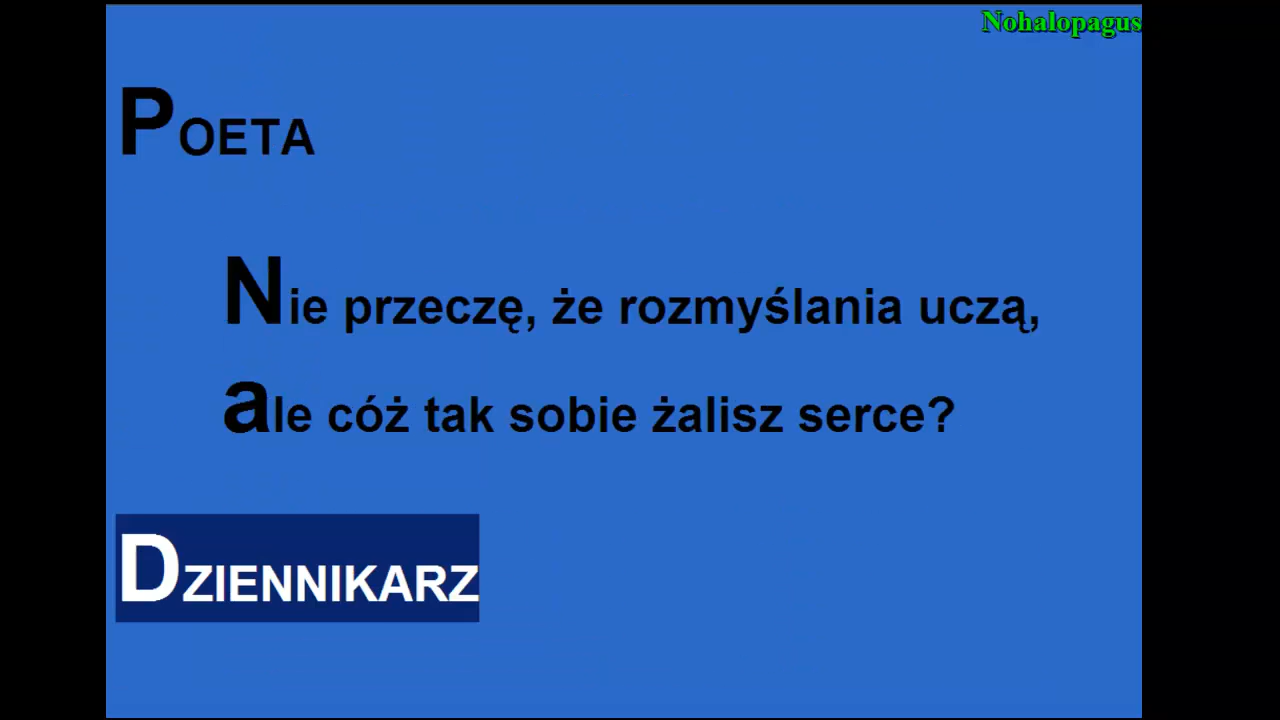 Nohalopagus
POETA
Nie przeczę, że rozmyślania uczą,
ale cóż tak sobie żalisz serce?
DZIENNIKARZ